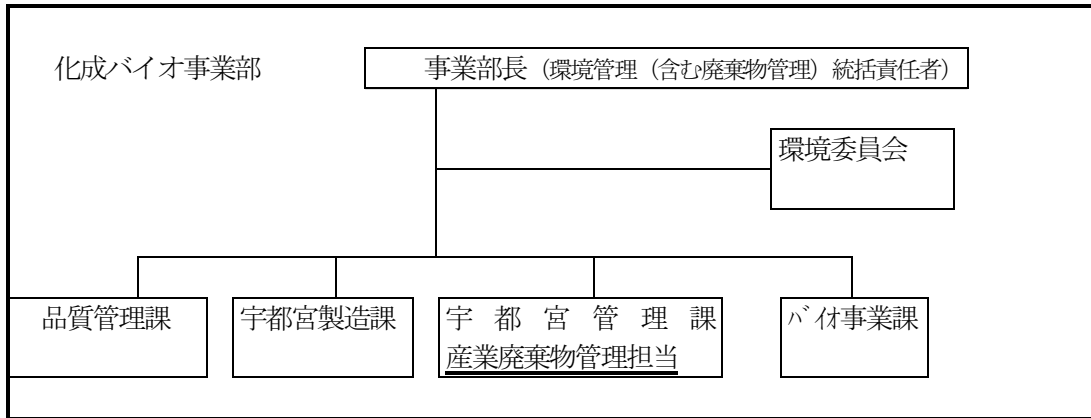 化成バイオ事業部
事業部長(環境管理(含む廃棄物管理)統括責任者)
環境委員会
品質管理課
宇都宮製造課
宇都宮管理課
産業廃棄物管理担当
バイオ事業課